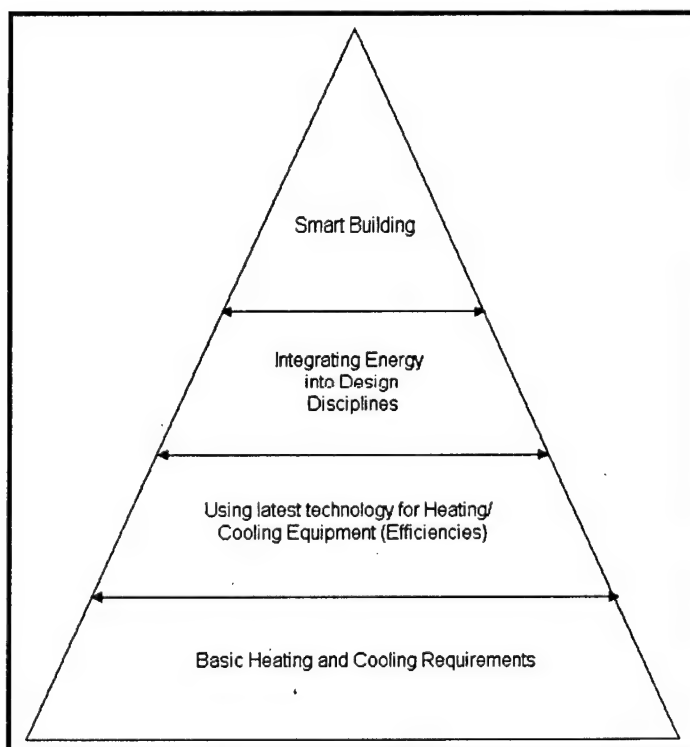 Smart Building
Integrating Energy
into Design
Disciplines
Using latest technology for Heating/
Cooling Equipment (Efficiencies)
Basic Heating and Cooling Requirements